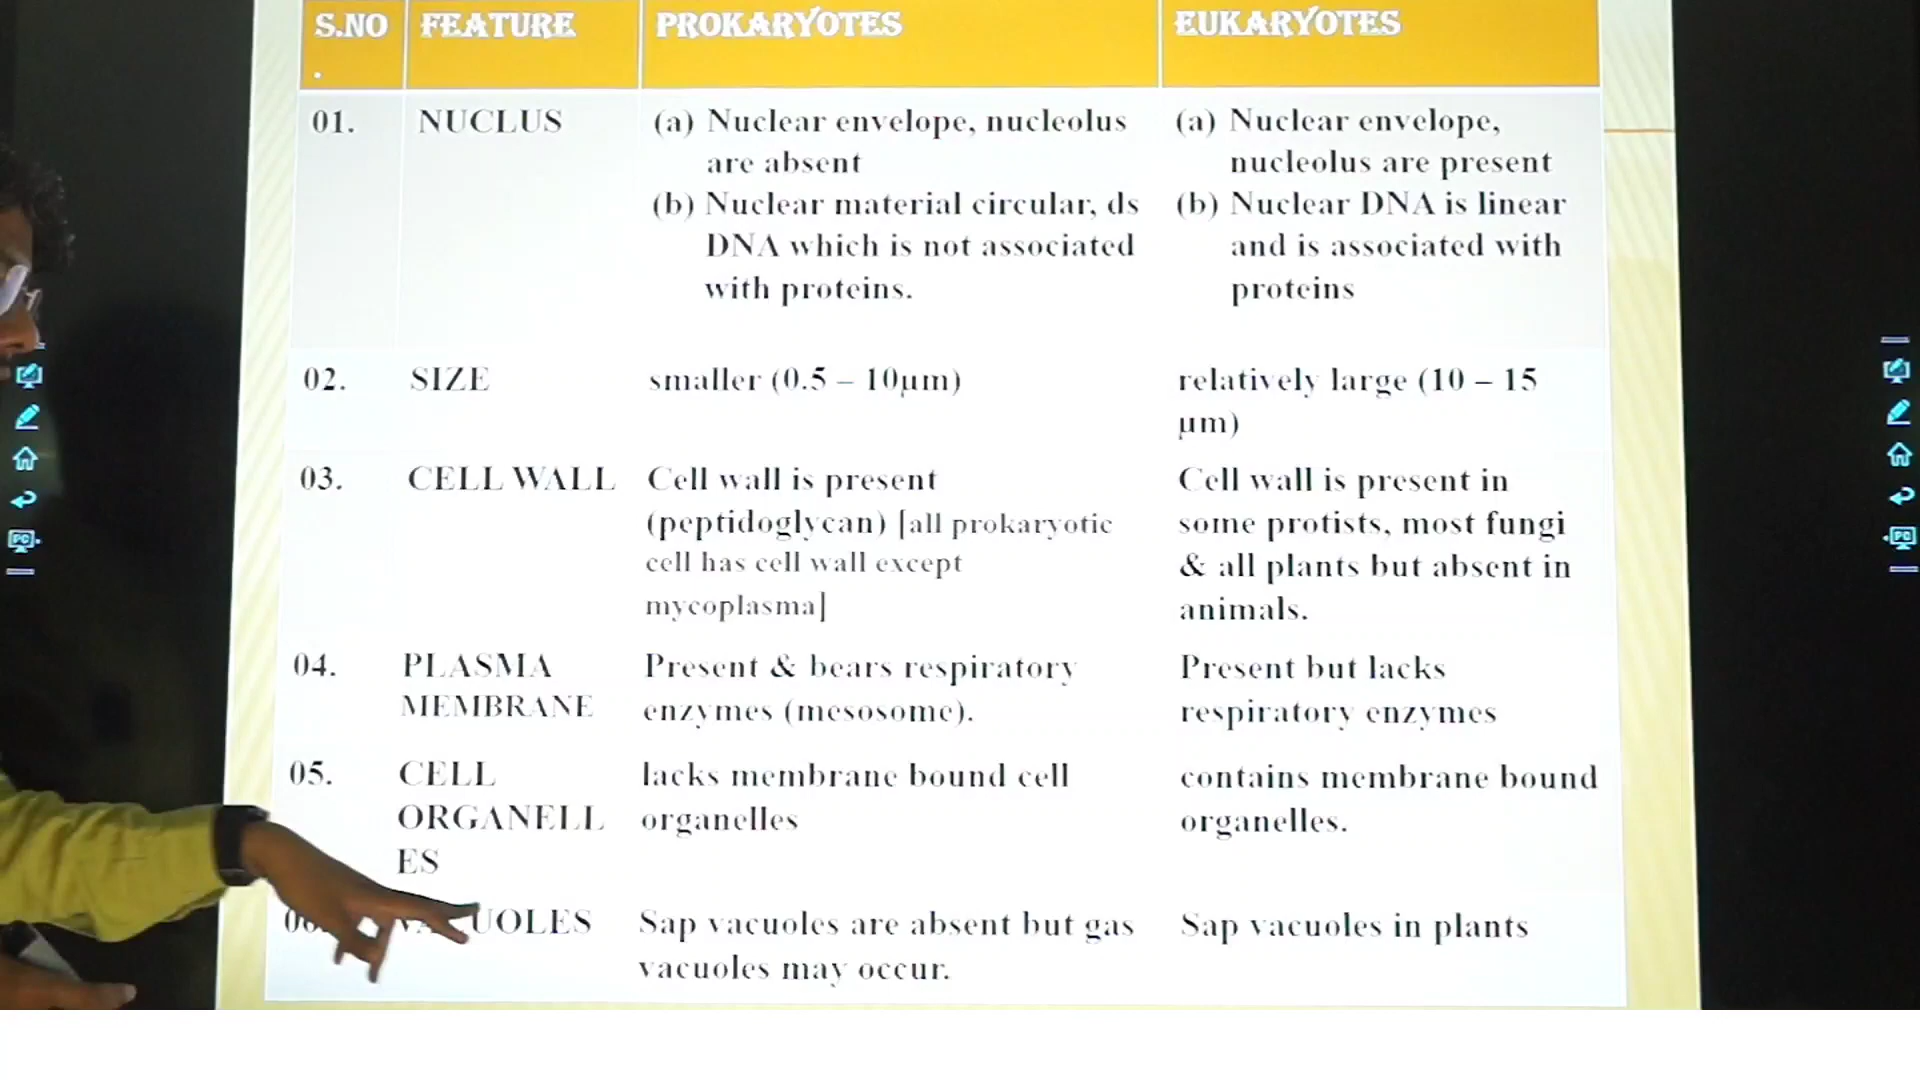 S.NO FEATURE PROKARYOTES EUKARYOTES
.
01. NUCLUS (a) Nuclear envelope, nucleolus (a) Nuclear envelope,
are absent nucleolus are present
(b) Nuclear material circular, ds (b) Nuclear DNA is linear
DNA which is not associated and is associated with
with proteins. proteins
02. SIZE smaller (0.5 – 10μm) relatively large (10 – 15
μm)
03. CELL WALL Cell wall is present Cell wall is present in
(peptidoglycan) [all prokaryotic some protists, most fungi
cell has cell wall except & all plants but absent in
mycoplasma] animals.
04. PLASMA Present & bears respiratory Present but lacks
MEMBRANE enzymes (mesosome). respiratory enzymes
05. CELL lacks membrane bound cell contains membrane bound
ORGANELL organelles organelles.
ES
06. VACUOLES Sap vacuoles are absent but gas Sap vacuoles in plants
vacuoles may occur.
PC
PC